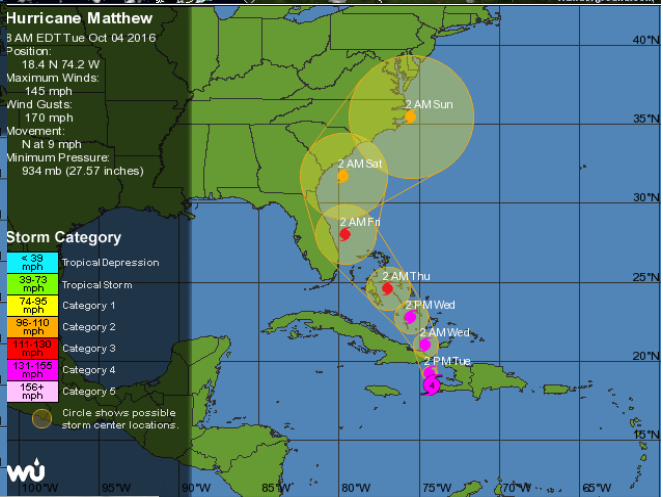 Hurricane Matthew
8 AM EDT Tue Oct 04 2016
Position:
18.4 N 74.2 W
Maximum Winds:
145 mph
Wind Gusts:
170 mph
Movement:
N at 9 mph
Minimum Pressure:
934 mb (27.57 inches)
Storm Category
< 39
mph
Tropical Depression
39-73
mph
Tropical Storm
74-95
mph
Category 1
96-110
mph
Category 2
111-130
mph
Category 3
131-155
mph
Category 4
156+
mph
Category 5
Circle shows possible
storm center locations.
wu
2 AM Sun
2 AM Sat
2 AM Fri
2 AM Thu
2 PM Wed
2 AM Wed
2 PM Tue
4
40°N
35°N
30°N
25°N
20°N
15°N
100°W
95°W
90°W
85°W
80°W
75°W
70°W
65°W